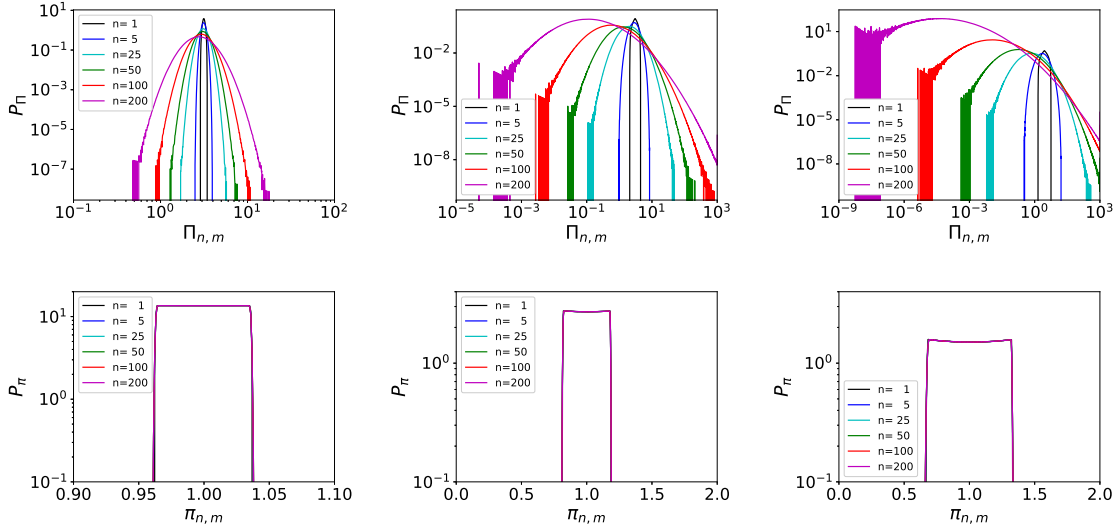 P_Π
10^1
10^-1
10^-3
10^-5
10^-7
n= 1
n= 5
n=25
n=50
n=100
n=200
10^-1 10^0 10^1 10^2
Π_{n, m}
P_Π
10^-2
10^-5
10^-8
n= 1
n= 5
n=25
n=50
n=100
n=200
10^-5 10^-3 10^-1 10^1 10^3
Π_{n, m}
P_Π
10^1
10^-2
10^-5
10^-8
n= 1
n= 5
n=25
n=50
n=100
n=200
10^-9 10^-6 10^-3 10^0 10^3
Π_{n, m}
P_π
10^1
10^0
10^-1
n= 1
n= 5
n= 25
n= 50
n=100
n=200
0.90 0.95 1.00 1.05 1.10
π_{n, m}
P_π
10^0
10^-1
n= 1
n= 5
n= 25
n= 50
n=100
n=200
0.0 0.5 1.0 1.5 2.0
π_{n, m}
P_π
10^0
10^-1
n= 1
n= 5
n= 25
n= 50
n=100
n=200
0.0 0.5 1.0 1.5 2.0
π_{n, m}